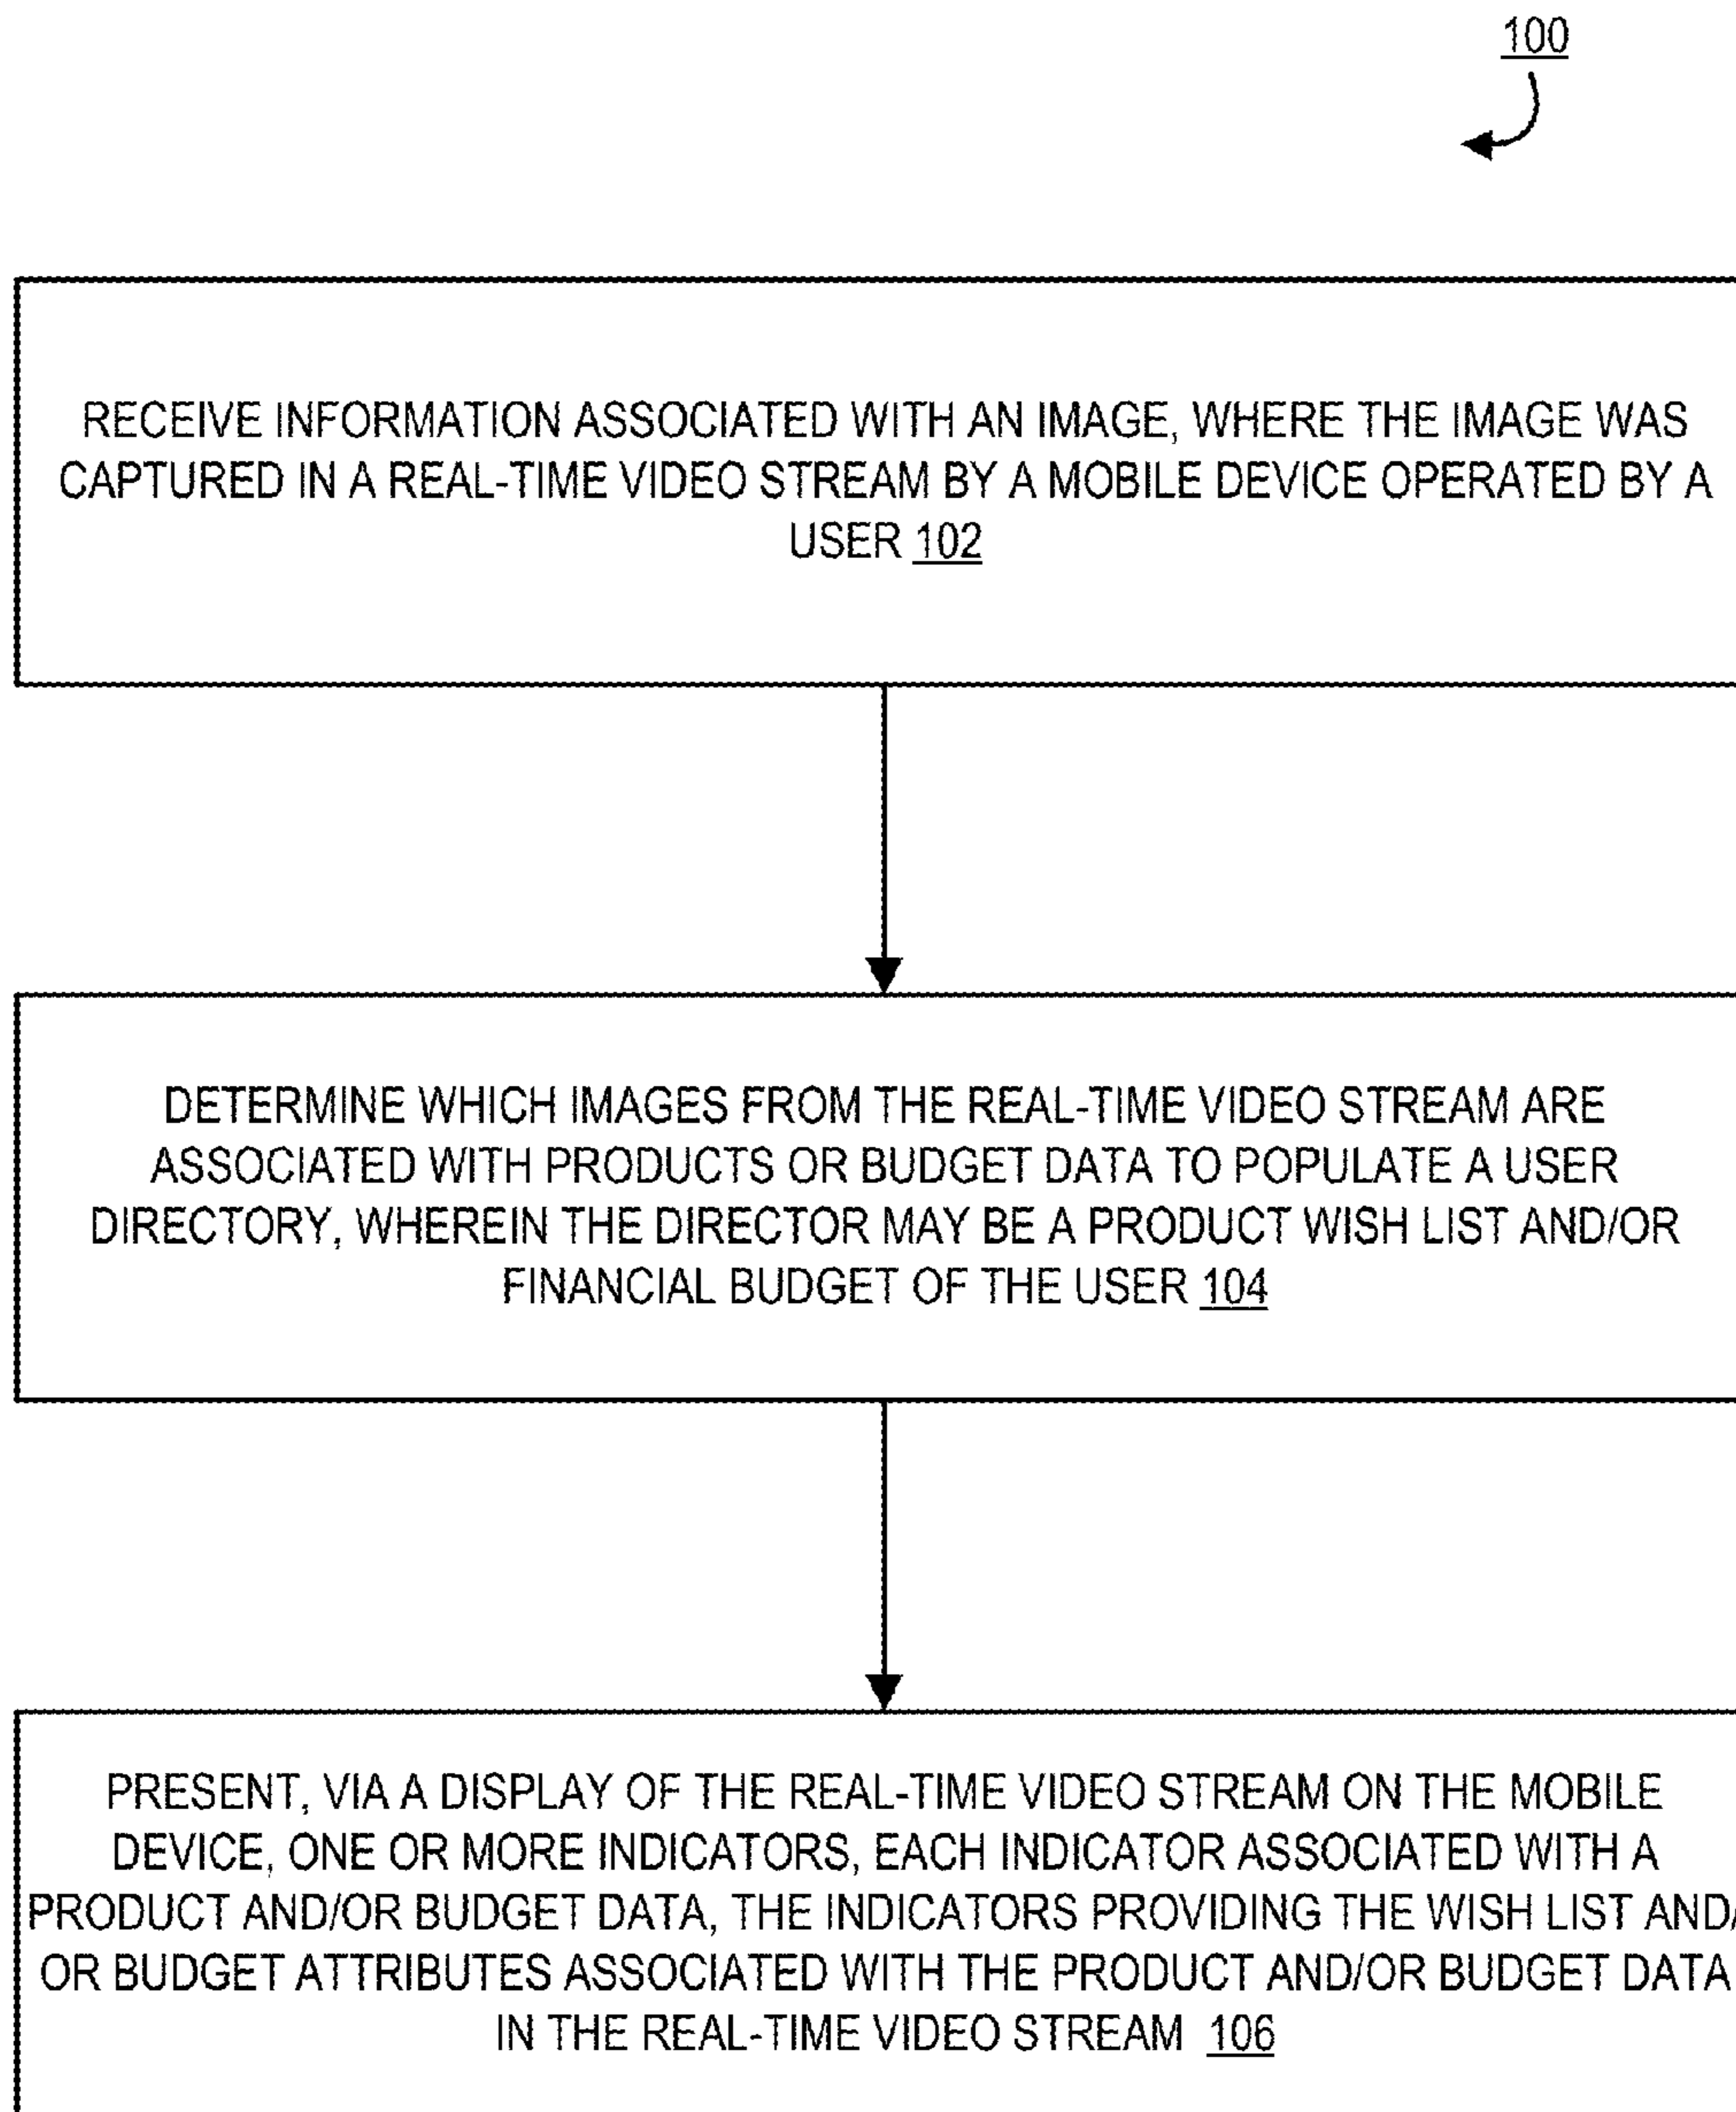 100
RECEIVE INFORMATION ASSOCIATED WITH AN IMAGE, WHERE THE IMAGE WAS
CAPTURED IN A REAL-TIME VIDEO STREAM BY A MOBILE DEVICE OPERATED BY A
USER 102
DETERMINE WHICH IMAGES FROM THE REAL-TIME VIDEO STREAM ARE
ASSOCIATED WITH PRODUCTS OR BUDGET DATA TO POPULATE A USER
DIRECTORY, WHEREIN THE DIRECTOR MAY BE A PRODUCT WISH LIST AND/OR
FINANCIAL BUDGET OF THE USER 104
PRESENT, VIA A DISPLAY OF THE REAL-TIME VIDEO STREAM ON THE MOBILE
DEVICE, ONE OR MORE INDICATORS, EACH INDICATOR ASSOCIATED WITH A
PRODUCT AND/OR BUDGET DATA, THE INDICATORS PROVIDING THE WISH LIST AND/
OR BUDGET ATTRIBUTES ASSOCIATED WITH THE PRODUCT AND/OR BUDGET DATA
IN THE REAL-TIME VIDEO STREAM 106